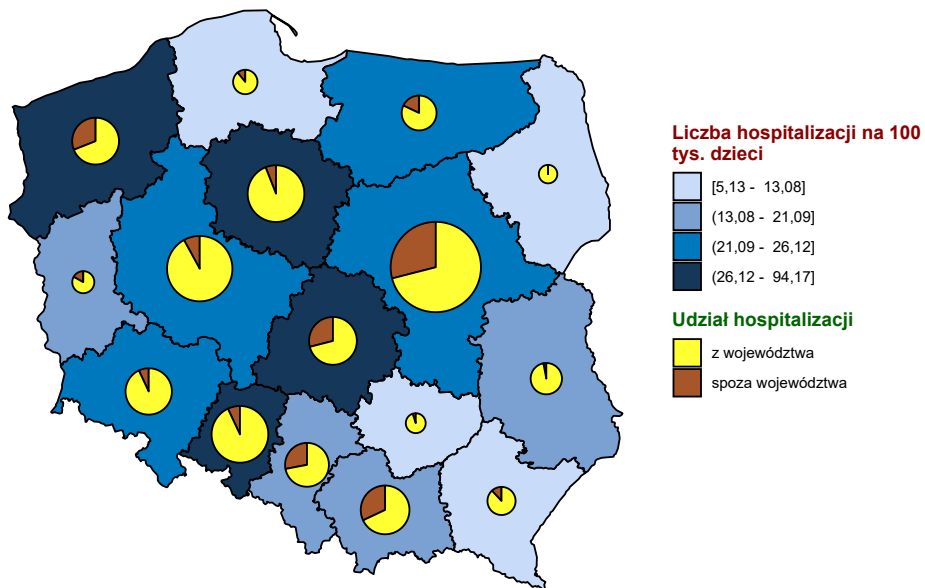 Liczba hospitalizacji na 100
tys. dzieci
[5,13 - 13,08]
(13,08 - 21,09]
(21,09 - 26,12]
(26,12 - 94,17]
Udział hospitalizacji
z województwa
spoza województwa